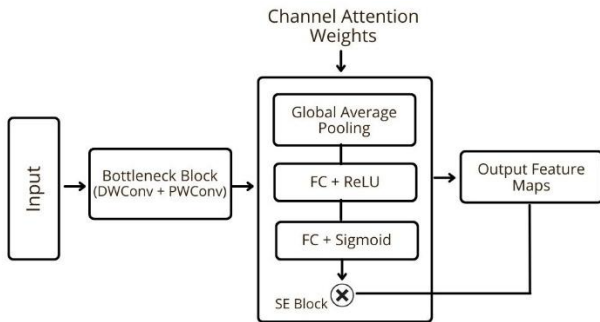 Channel Attention
Weights
Input
Bottleneck Block
(DWConv + PWConv)
Global Average
Pooling
FC + ReLU
FC + Sigmoid
SE Block
Output Feature
Maps